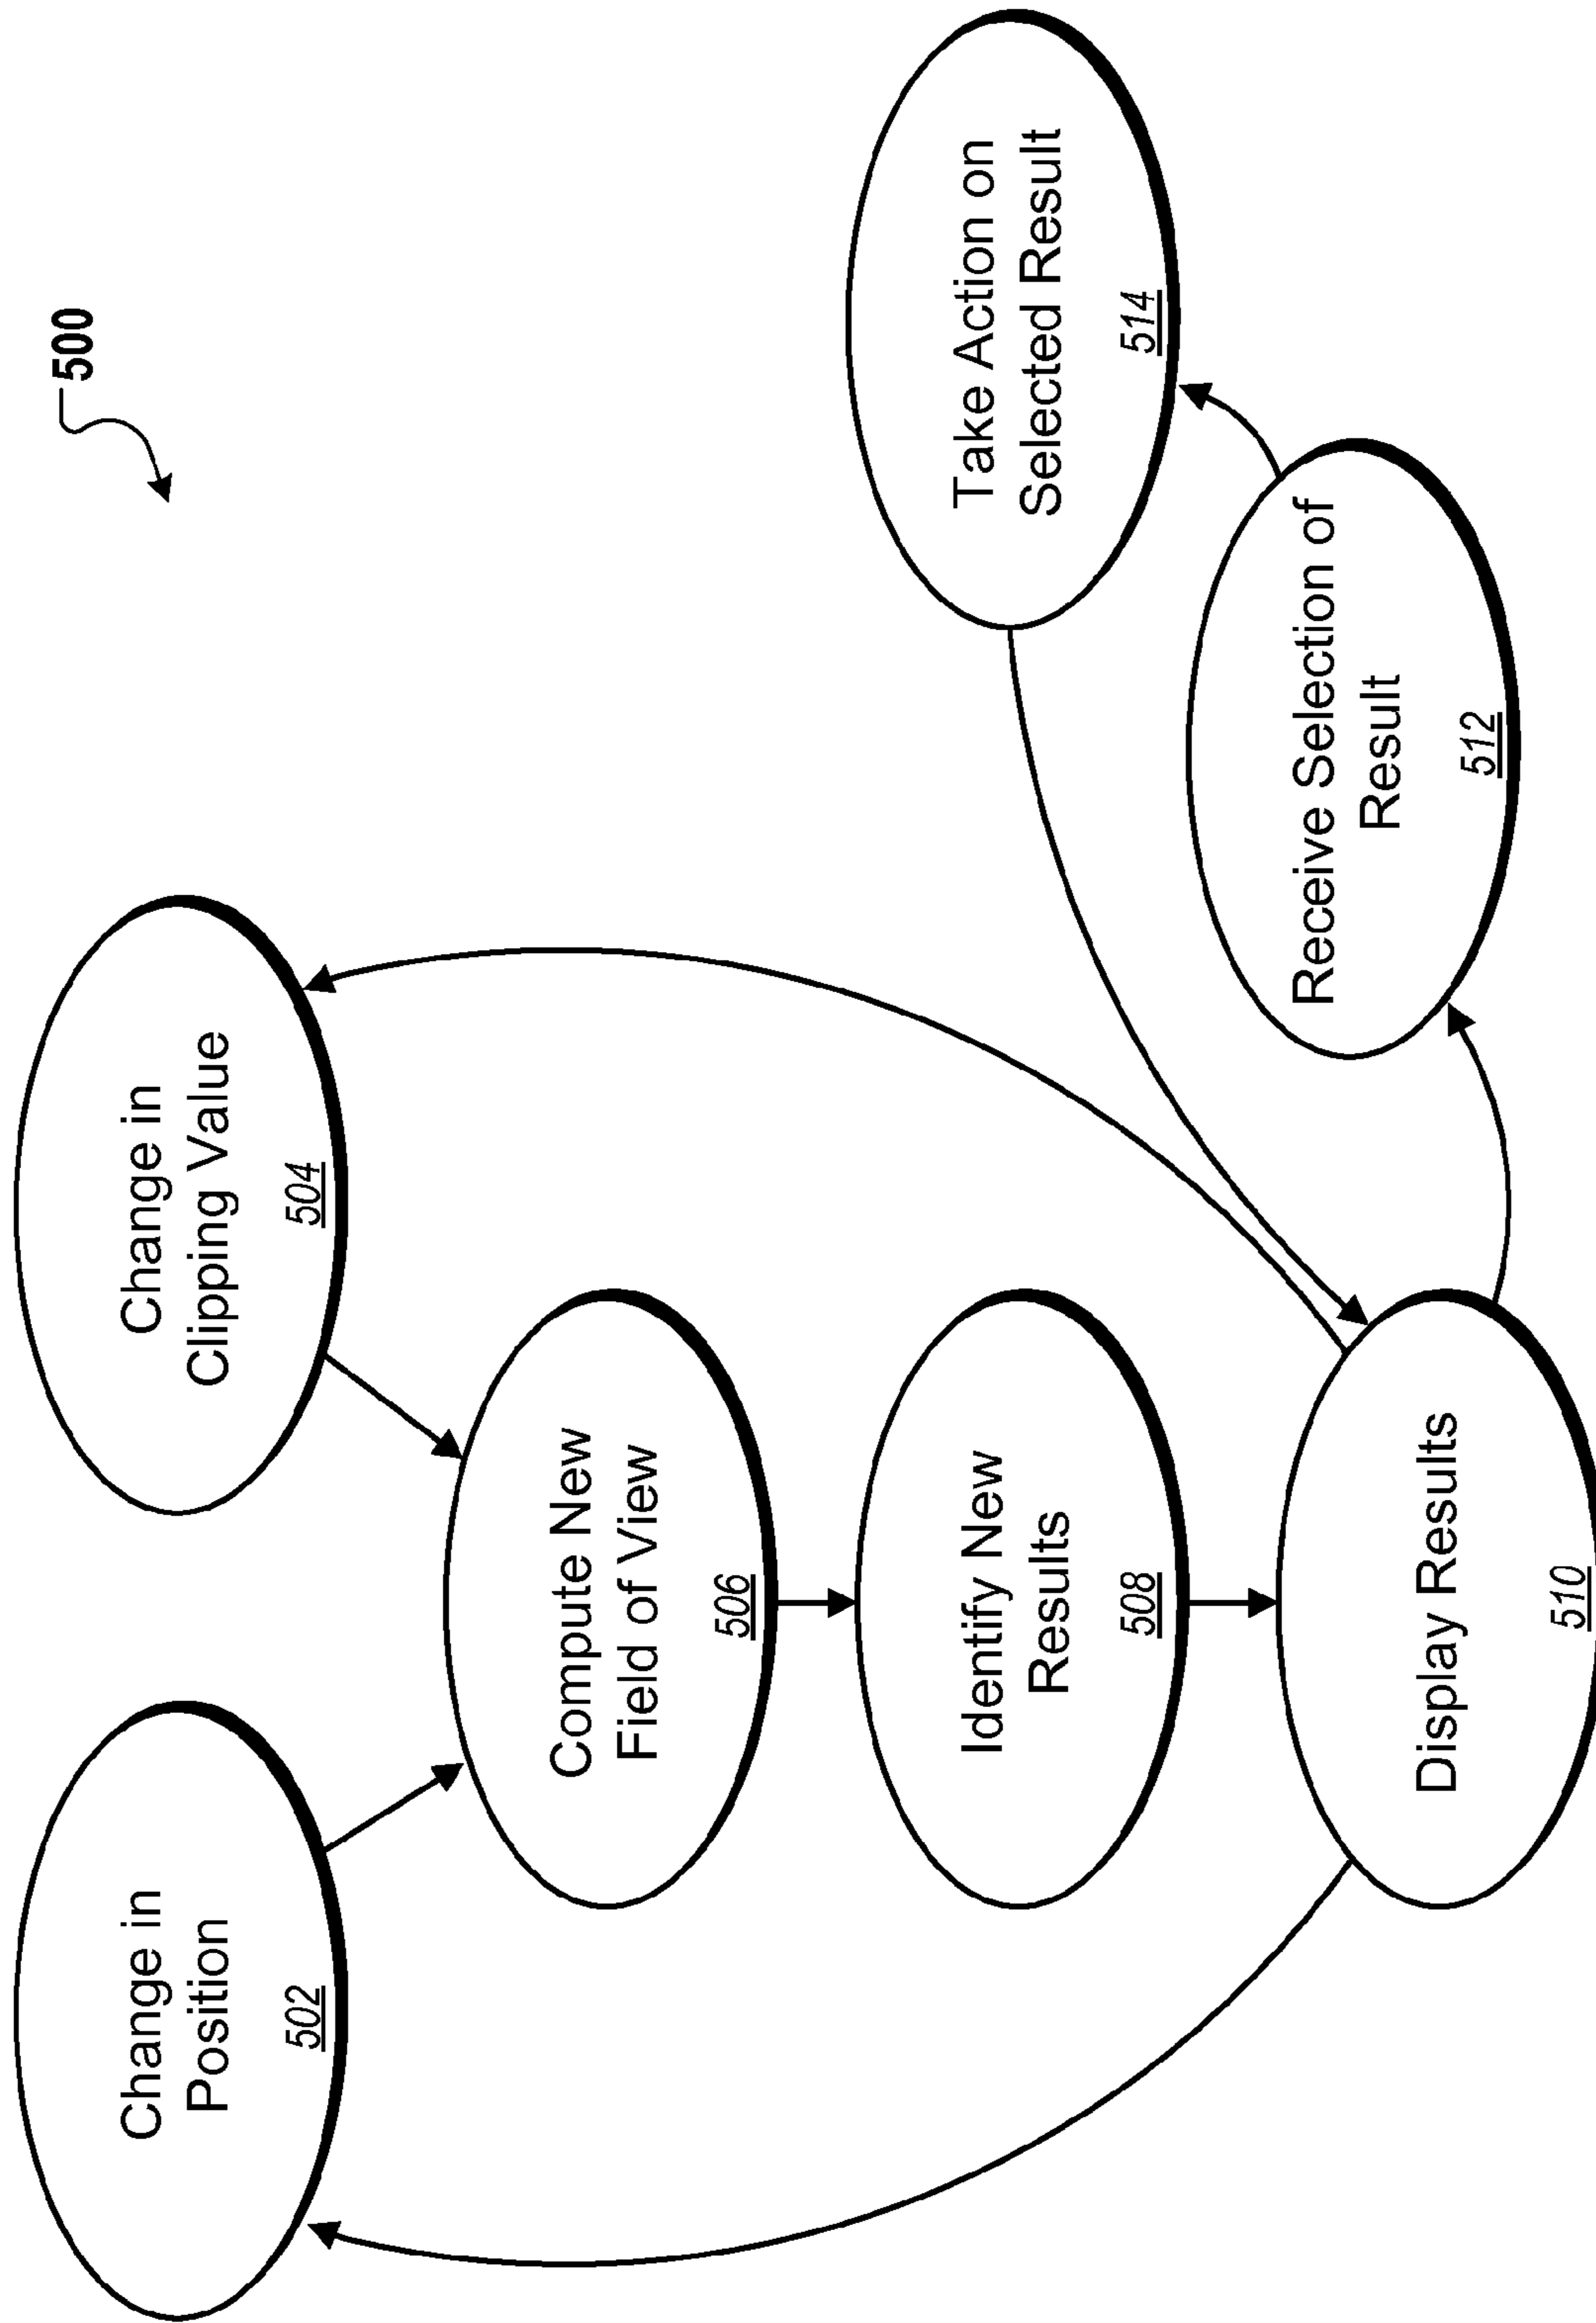 500
Change in
Position
502
Change in
Clipping Value
504
Compute New
Field of View
506
Identify New
Results
508
Display Results
510
Receive Selection of
Result
512
Take Action on
Selected Result
514